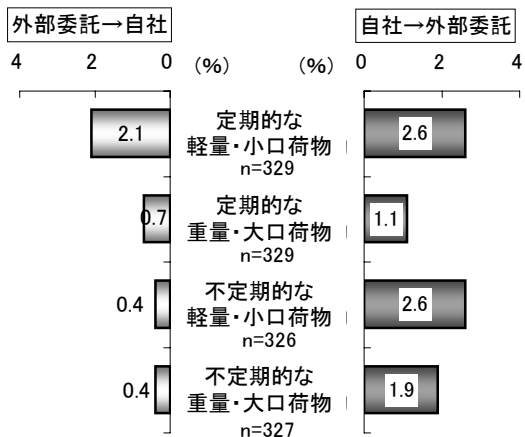 外部委託→自社
自社→外部委託
4 2 0 (%)
(%) 0 2 4
2.1
定期的な
軽量・小口荷物
n=329
2.6
0.7
定期的な
重量・大口荷物
n=329
1.1
0.4
不定期的な
軽量・小口荷物
n=326
2.6
0.4
不定期的な
重量・大口荷物
n=327
1.9